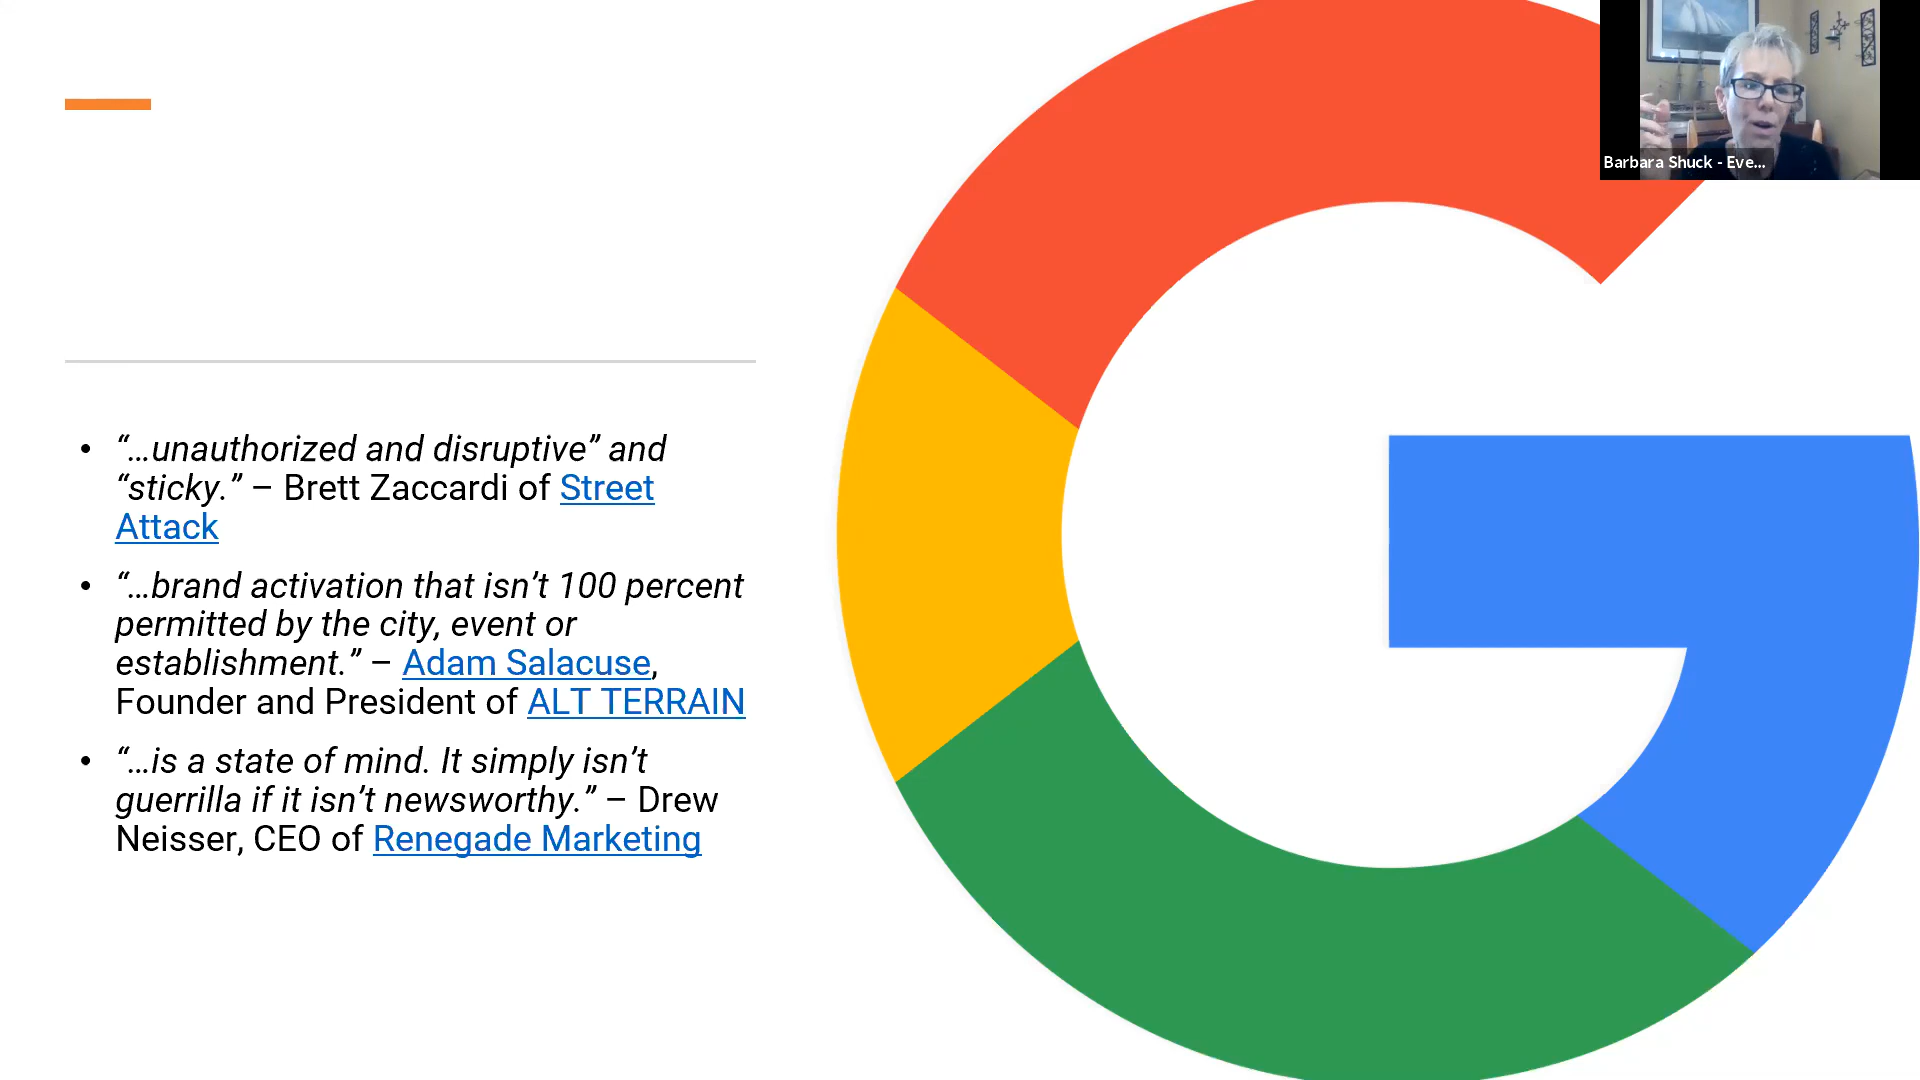 Barbara Shuck - Eve...
• “...unauthorized and disruptive” and
“sticky.” – Brett Zaccardi of Street
Attack
• “...brand activation that isn’t 100 percent
permitted by the city, event or
establishment.” – Adam Salacuse,
Founder and President of ALT TERRAIN
• “...is a state of mind. It simply isn’t
guerrilla if it isn’t newsworthy.” – Drew
Neisser, CEO of Renegade Marketing